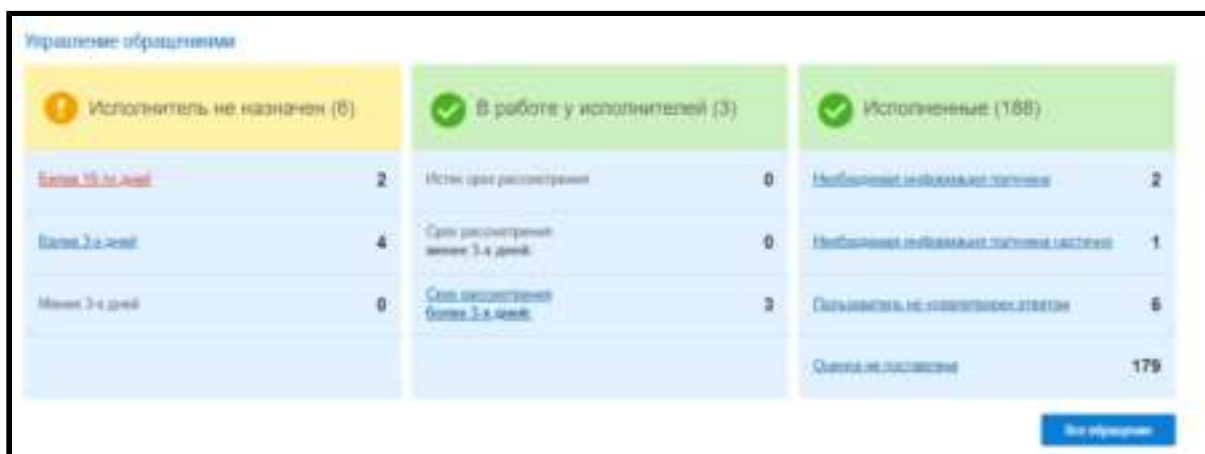 Управление обращениями
Исполнитель не назначен (6)
Более 10-ти дней 2
Более 3-х дней 4
Менее 3-х дней 0
В работе у исполнителей (3)
Истек срок рассмотрения 0
Срок рассмотрения
менее 3-х дней: 0
Срок рассмотрения
более 3-х дней: 3
Исполненные (188)
Необходимая информация получена 2
Необходимая информация получена частично 1
Пользователь не удовлетворен ответом 6
Оценка не поставлена 179
Все обращения